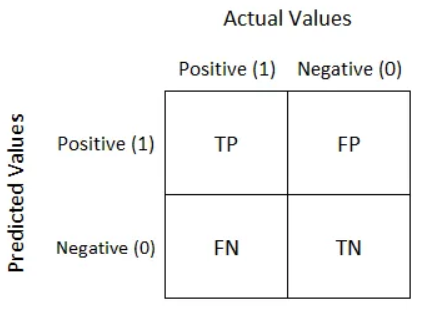 Actual Values
Positive (1) Negative (0)
Predicted Values
Positive (1) TP FP
Negative (0) FN TN